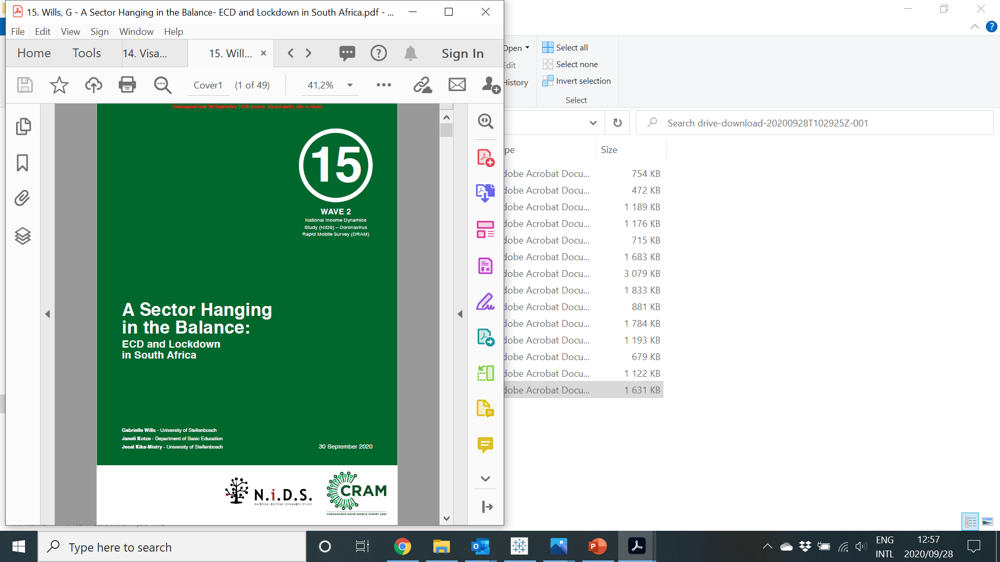 15. Wills, G - A Sector Hanging in the Balance- ECD and Lockdown in South Africa.pdf - ...
File Edit View Sign Window Help
Home Tools 14. Visa... 15. Will... Sign In
Cover1 (1 of 49) 41,2%
Embargoed until 30 September 12:00 (noon). Do not quote, cite or share.
15
WAVE 2
National Income Dynamics
Study (NIDS) – Coronavirus
Rapid Mobile Survey (CRAM)
A Sector Hanging
in the Balance:
ECD and Lockdown
in South Africa
Gabrielle Wills - University of Stellenbosch
Janeli Kotze - Department of Basic Education
Jesal Kika-Mistry - University of Stellenbosch
30 September 2020
N.i.D.S.
NATIONAL INCOME DYNAMICS STUDY
CRAM
CORONAVIRUS RAPID MOBILE SURVEY 2020
Open
Edit
History
Select all
Select none
Invert selection
Select
Search drive-download-20200928T102925Z-001
pe Size
dobe Acrobat Docu... 754 KB
dobe Acrobat Docu... 472 KB
dobe Acrobat Docu... 1 189 KB
dobe Acrobat Docu... 1 176 KB
dobe Acrobat Docu... 715 KB
dobe Acrobat Docu... 1 683 KB
dobe Acrobat Docu... 3 079 KB
dobe Acrobat Docu... 1 833 KB
dobe Acrobat Docu... 881 KB
dobe Acrobat Docu... 1 784 KB
dobe Acrobat Docu... 1 193 KB
dobe Acrobat Docu... 679 KB
dobe Acrobat Docu... 1 122 KB
dobe Acrobat Docu... 1 631 KB
Type here to search
ENG
INTL
12:57
2020/09/28